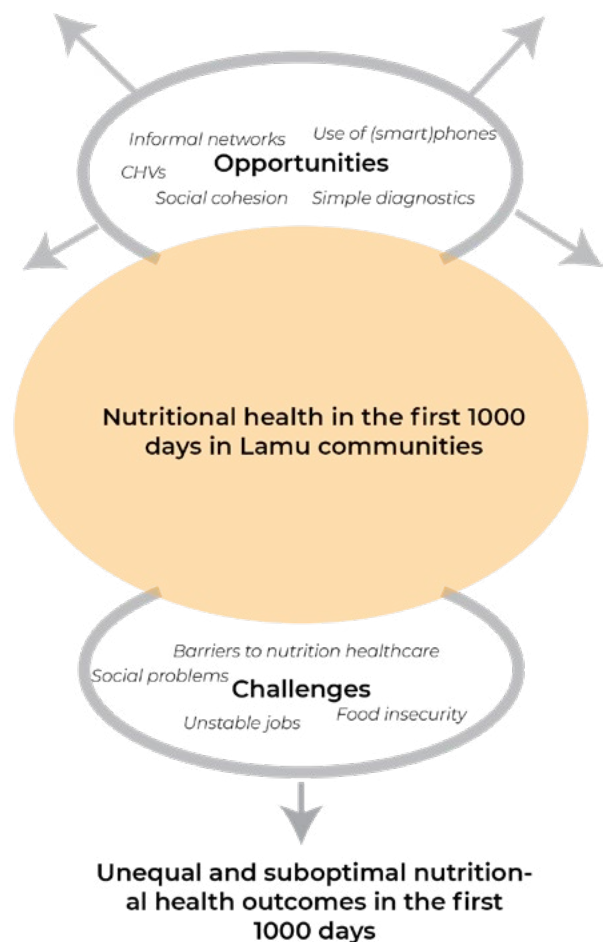 Informal networks
Use of (smart)phones
Opportunities
CHVs
Social cohesion
Simple diagnostics
Nutritional health in the first 1000
days in Lamu communities
Barriers to nutrition healthcare
Social problems
Challenges
Unstable jobs
Food insecurity
Unequal and suboptimal nutrition-
al health outcomes in the first
1000 days